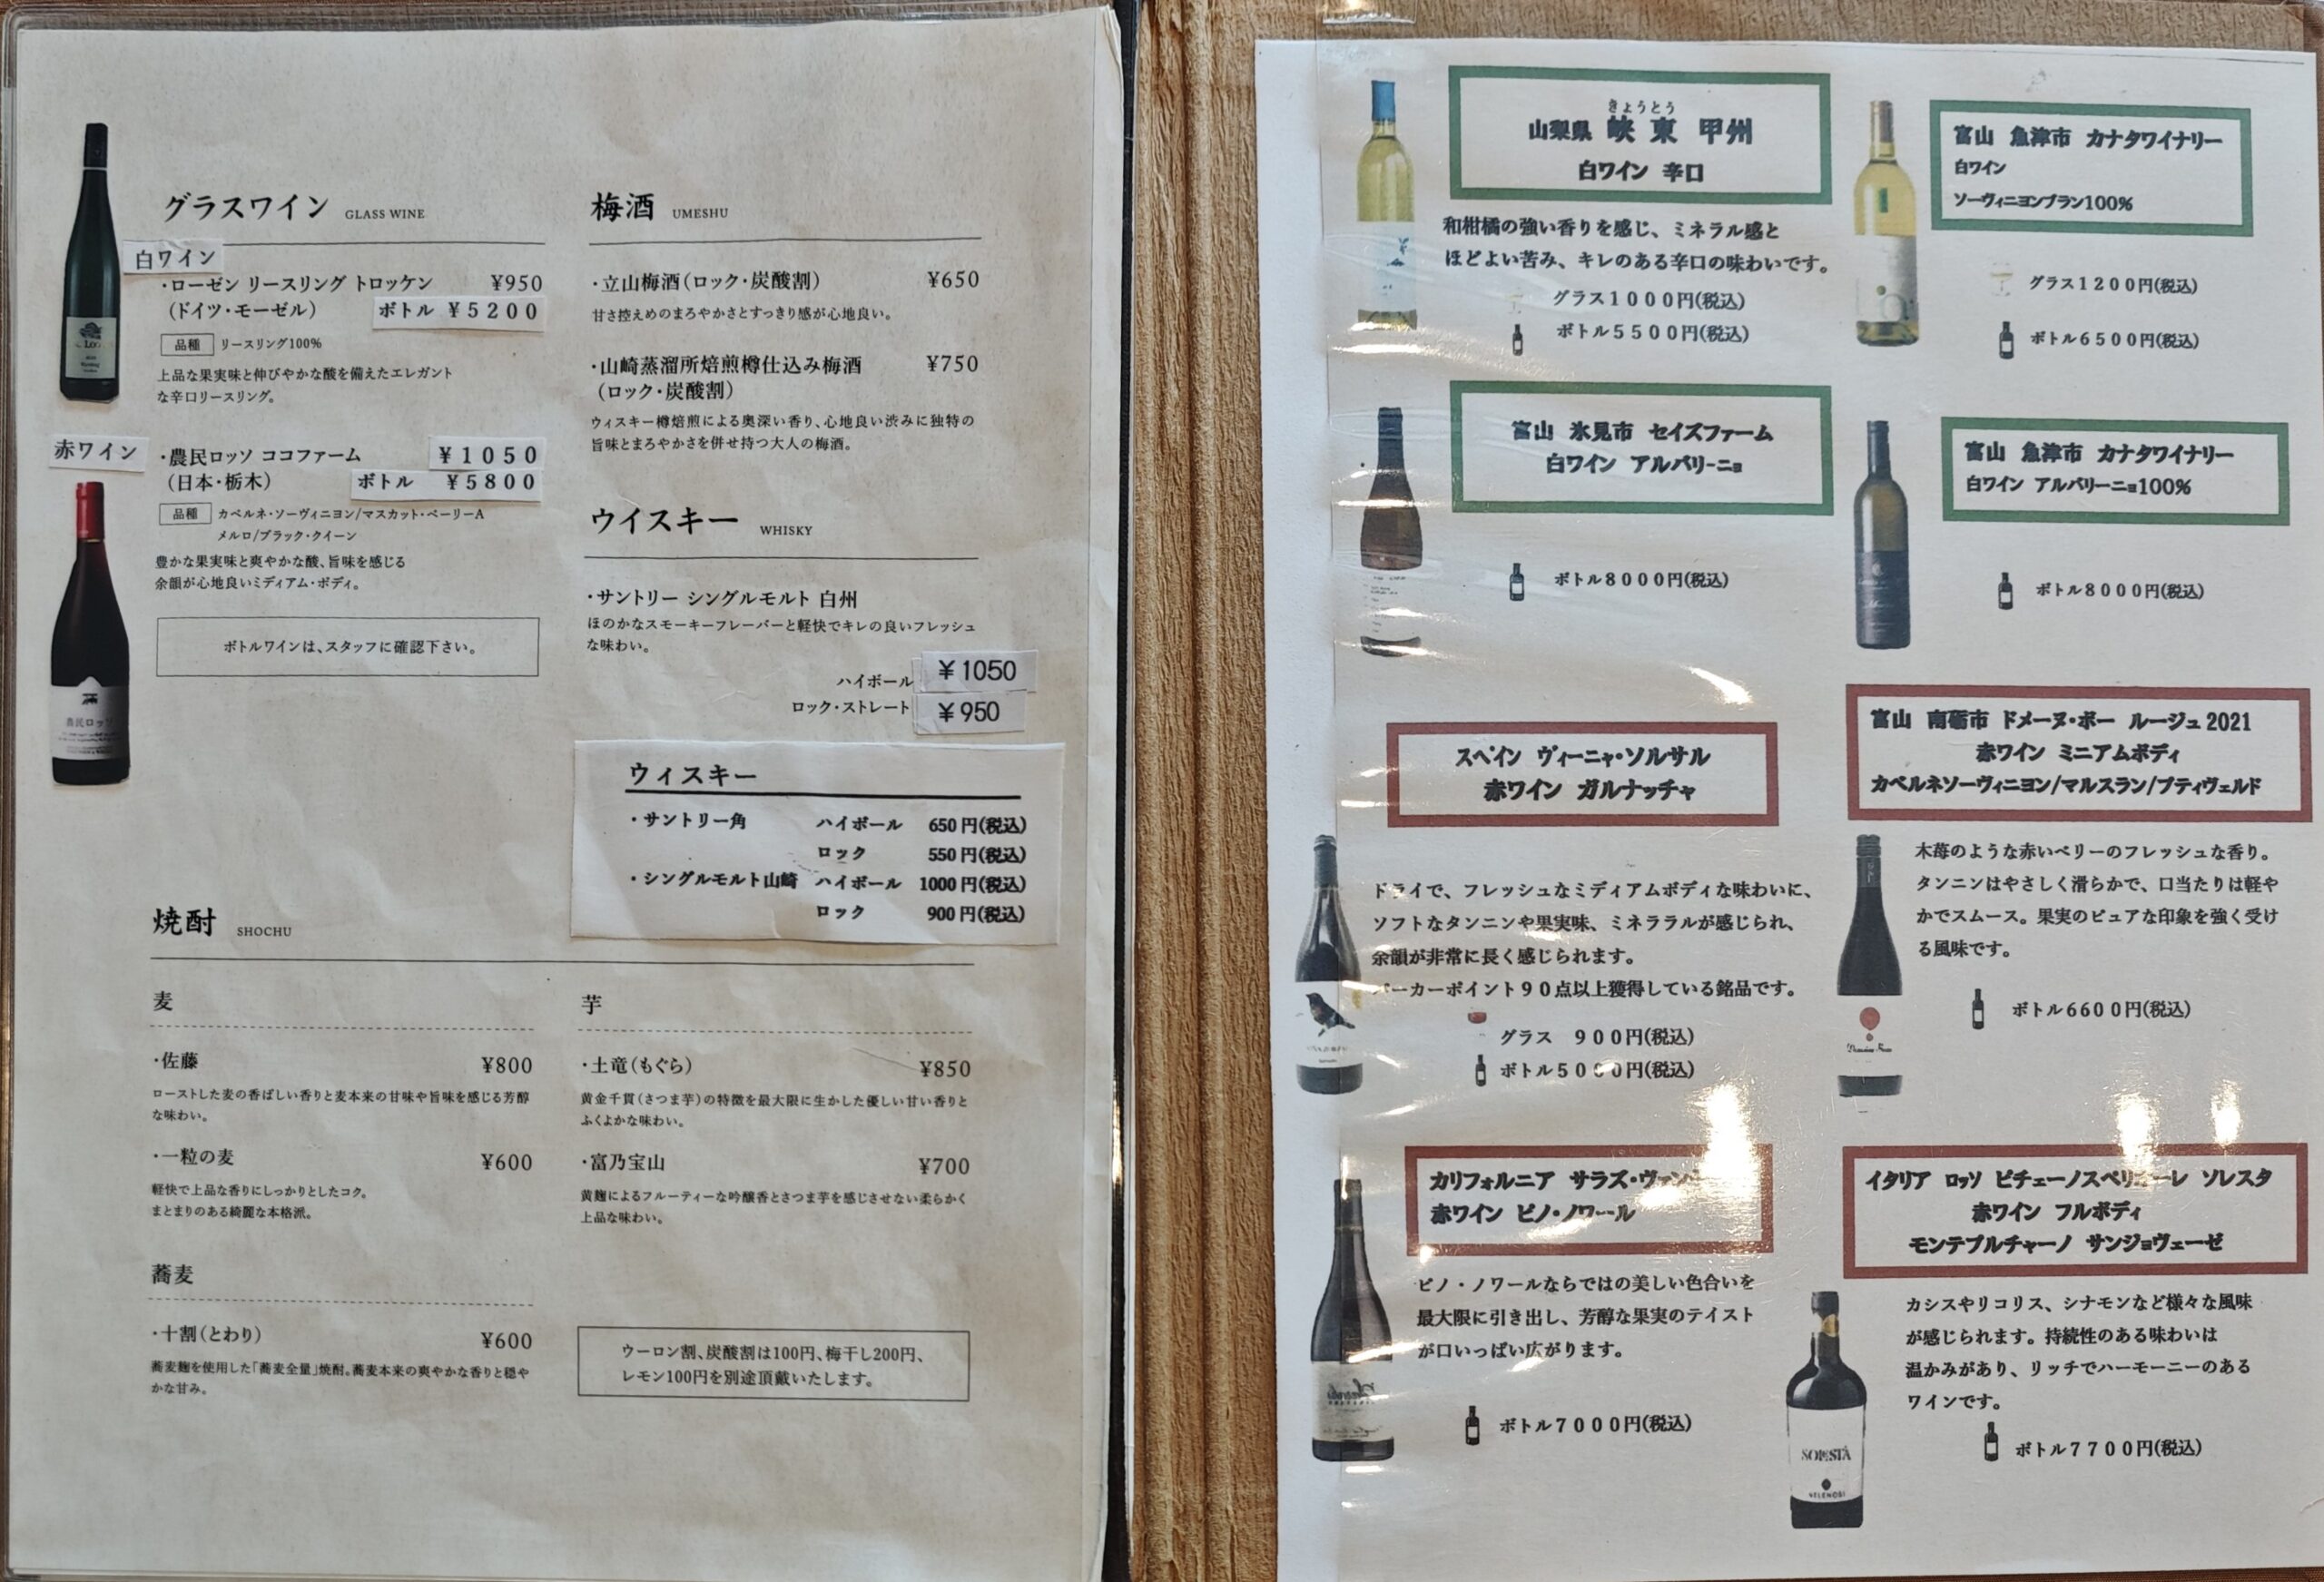 グラスワイン GLASS WINE
白ワイン
・ローゼン リースリング トロッケン ¥950
(ドイツ・モーゼル) ボトル ¥5200
品種 リースリング100%
上品な果実味と伸びやかな酸を備えたエレガント
な辛口リースリング。
赤ワイン
・農民ロッソ ココファーム ¥1050
(日本・栃木) ボトル ¥5800
品種 カベルネ・ソーヴィニヨン/マスカット・ベーリーA
メルロ/ブラック・クイーン
豊かな果実味と爽やかな酸、旨味を感じる
余韻が心地良いミディアム・ボディ。
ボトルワインは、スタッフに確認下さい。
農民ロッソ
梅酒 UMESHU
・立山梅酒(ロック・炭酸割) ¥650
甘さ控えめのまろやかさとすっきり感が心地良い。
・山崎蒸溜所焙煎樽仕込み梅酒 ¥750
(ロック・炭酸割)
ウィスキー樽焙煎による奥深い香り、心地良い渋みに独特の
旨味とまろやかさを併せ持つ大人の梅酒。
ウイスキー WHISKY
・サントリー シングルモルト 白州
ほのかなスモーキーフレーバーと軽快でキレの良いフレッシュ
な味わい。
ハイボール ¥1050
ロック・ストレート ¥950
ウィスキー
・サントリー角 ハイボール 650円(税込)
ロック 550円(税込)
・シングルモルト山崎 ハイボール 1000円(税込)
ロック 900円(税込)
焼酎 SHOCHU
麦
・佐藤 ¥800
ローストした麦の香ばしい香りと麦本来の甘味や旨味を感じる芳醇
な味わい。
・一粒の麦 ¥600
軽快で上品な香りにしっかりとしたコク。
まとまりのある綺麗な本格派。
蕎麦
・十割(とわり) ¥600
蕎麦麹を使用した「蕎麦全量」焼酎。蕎麦本来の爽やかな香りと穏や
かな甘み。
芋
・土竜(もぐら) ¥850
黄金千貫(さつま芋)の特徴を最大限に生かした優しい甘い香りと
ふくよかな味わい。
・富乃宝山 ¥700
黄麹によるフルーティーな吟醸香とさつま芋を感じさせない柔らかく
上品な味わい。
ウーロン割、炭酸割は100円、梅干し200円、
レモン100円を別途頂戴いたします。
きょうとう
山梨県 峡東 甲州
白ワイン 辛口
和柑橘の強い香りを感じ、ミネラル感と
ほどよい苦み、キレのある辛口の味わいです。
グラス1000円(税込)
ボトル5500円(税込)
富山 魚津市 カナタワイナリー
白ワイン
ソーヴィニヨンブラン100%
グラス1200円(税込)
ボトル6500円(税込)
富山 氷見市 セイズファーム
白ワイン アルバリーニョ
ボトル8000円(税込)
富山 魚津市 カナタワイナリー
白ワイン アルバリーニョ100%
ボトル8000円(税込)
スペイン ヴィーニャ・ソルサル
赤ワイン ガルナッチャ
ドライで、フレッシュなミディアムボディな味わいに、
ソフトなタンニンや果実味、ミネララルが感じられ、
余韻が非常に長く感じられます。
パーカーポイント90点以上獲得している銘品です。
グラス 900円(税込)
ボトル5000円(税込)
富山 南砺市 ドメーヌ・ボー ルージュ2021
赤ワイン ミニアムボディ
カベルネソーヴィニヨン/マルスラン/プティヴェルド
木苺のような赤いベリーのフレッシュな香り。
タンニンはやさしく滑らかで、口当たりは軽や
かでスムース。果実のピュアな印象を強く受け
る風味です。
ボトル6600円(税込)
カリフォルニア サラズ・ヴァン
赤ワイン ピノ・ノワール
ピノ・ノワールならではの美しい色合いを
最大限に引き出し、芳醇な果実のテイスト
が口いっぱい広がります。
ボトル7000円(税込)
イタリア ロッソ ピチェーノスペリオーレ ソレスタ
赤ワイン フルボディ
モンテプルチャーノ サンジョヴェーゼ
カシスやリコリス、シナモンなど様々な風味
が感じられます。持続性のある味わいは
温かみがあり、リッチでハーモーニーのある
ワインです。
ボトル7700円(税込)
SOLESTÀ
VELENOSI